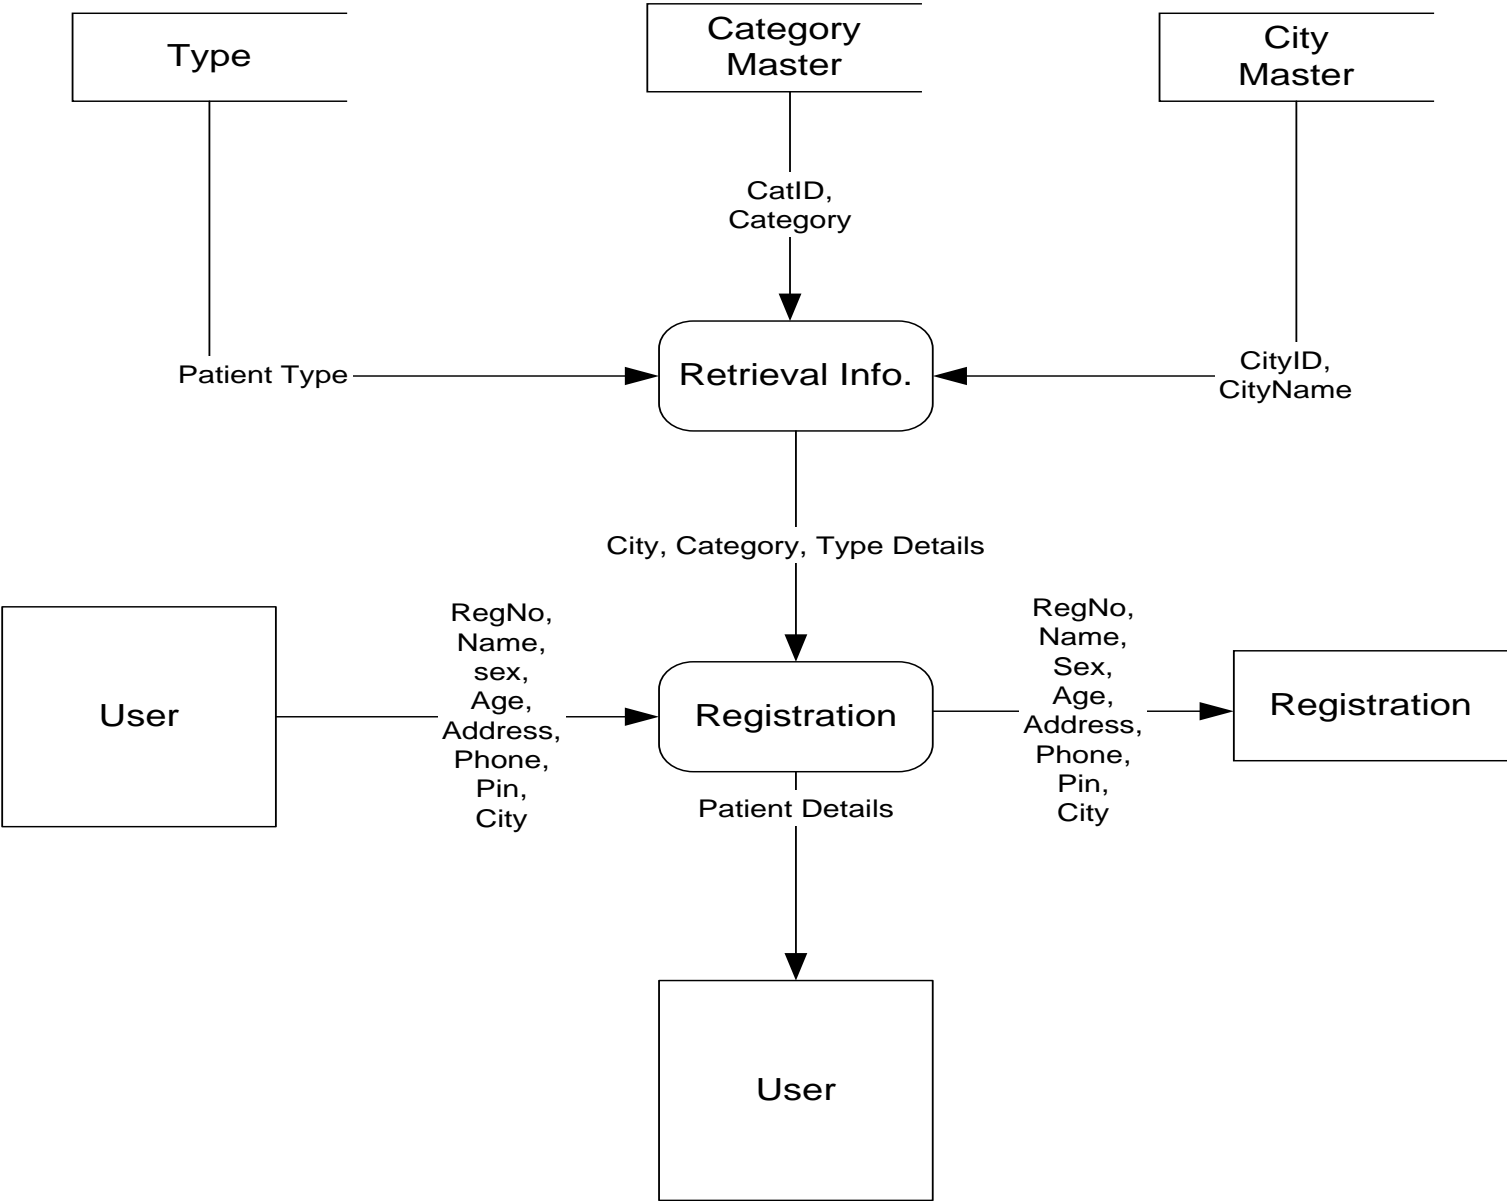 Type
Category
Master
City
Master
CatID,
Category
Patient Type
Retrieval Info.
CityID,
CityName
City, Category, Type Details
User
RegNo,
Name,
sex,
Age,
Address,
Phone,
Pin,
City
Registration
RegNo,
Name,
Sex,
Age,
Address,
Phone,
Pin,
City
Registration
Patient Details
User